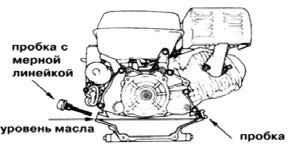 пробка с
мерной
линейкой
уровень масла
пробка